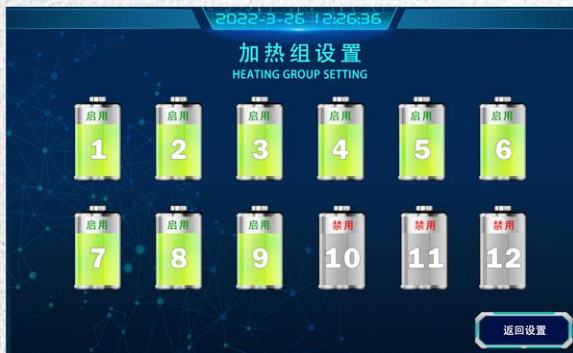 2022-3-26 12:26:36
加热组设置
HEATING GROUP SETTING
启用 启用 启用 启用 启用 启用
1 2 3 4 5 6
启用 启用 启用 禁用 禁用 禁用
7 8 9 10 11 12
返回设置